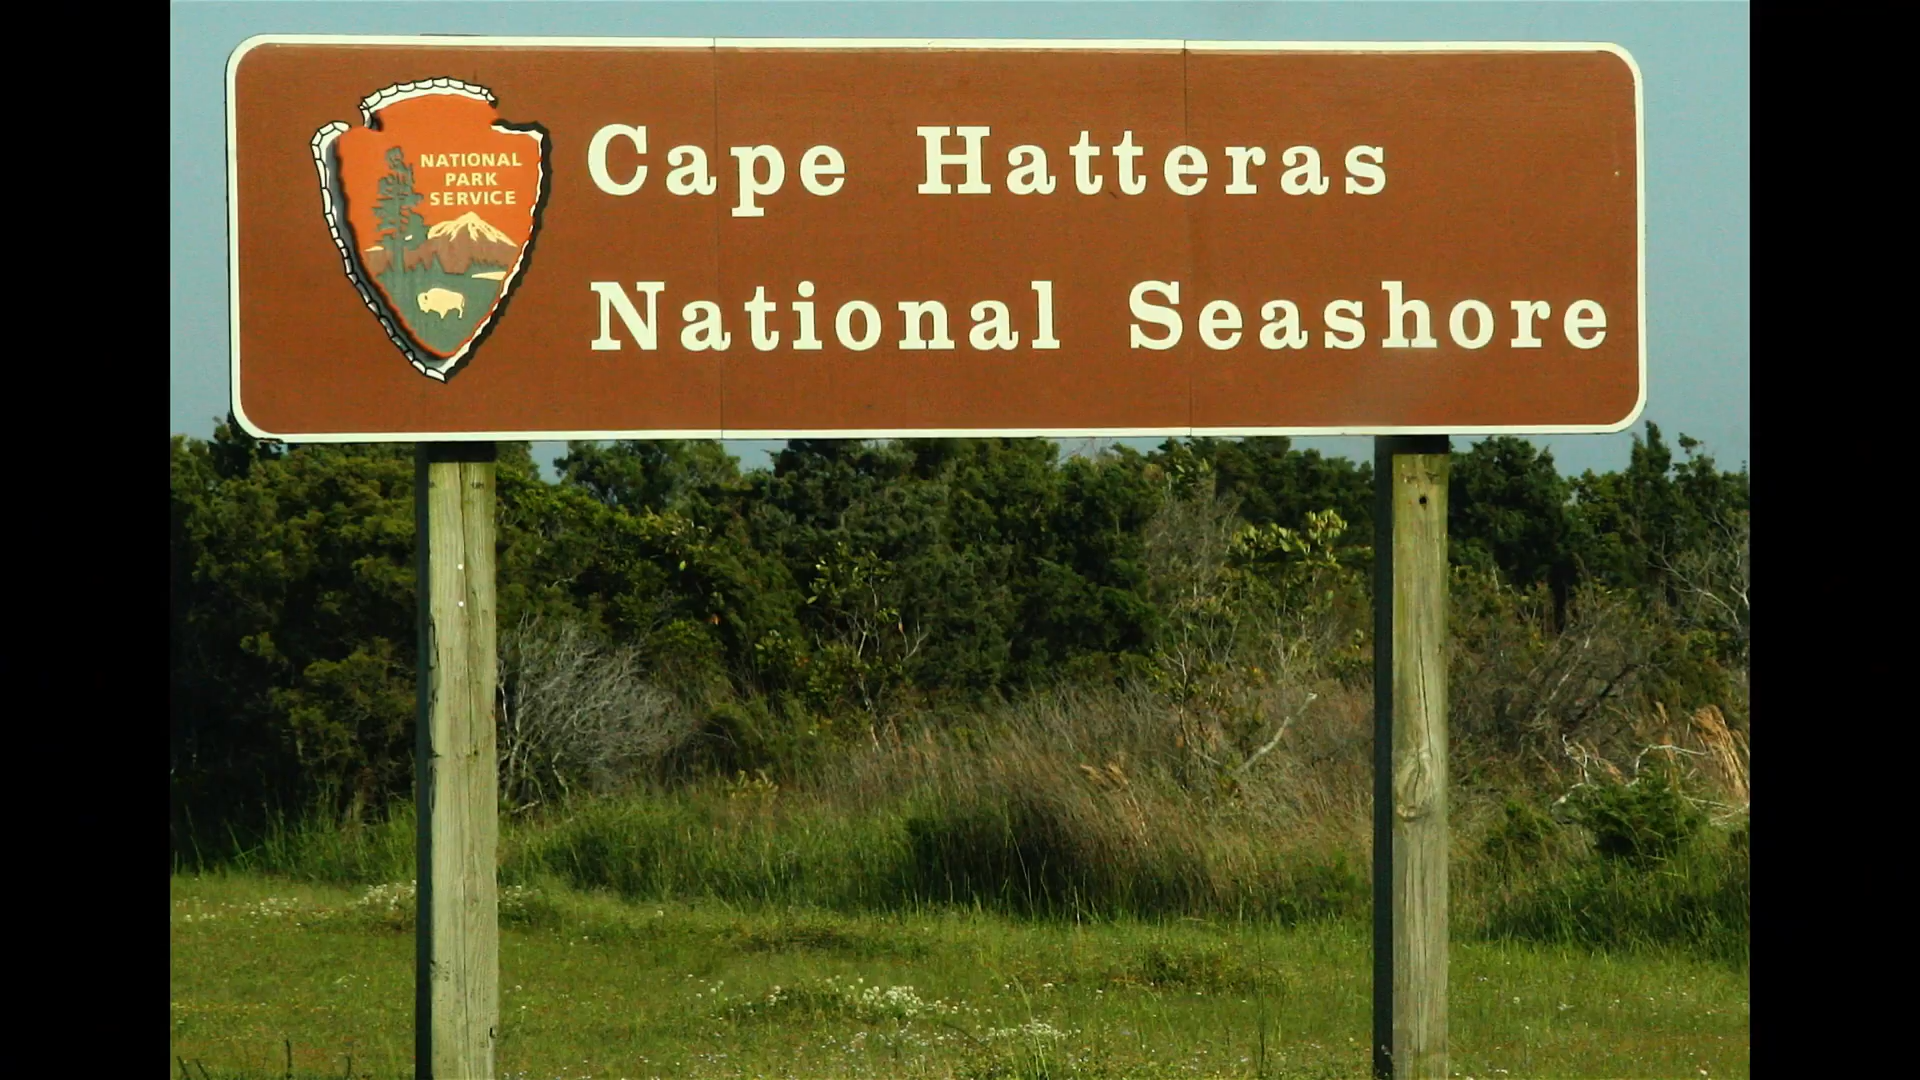 NATIONAL
PARK
SERVICE
Cape Hatteras
National Seashore